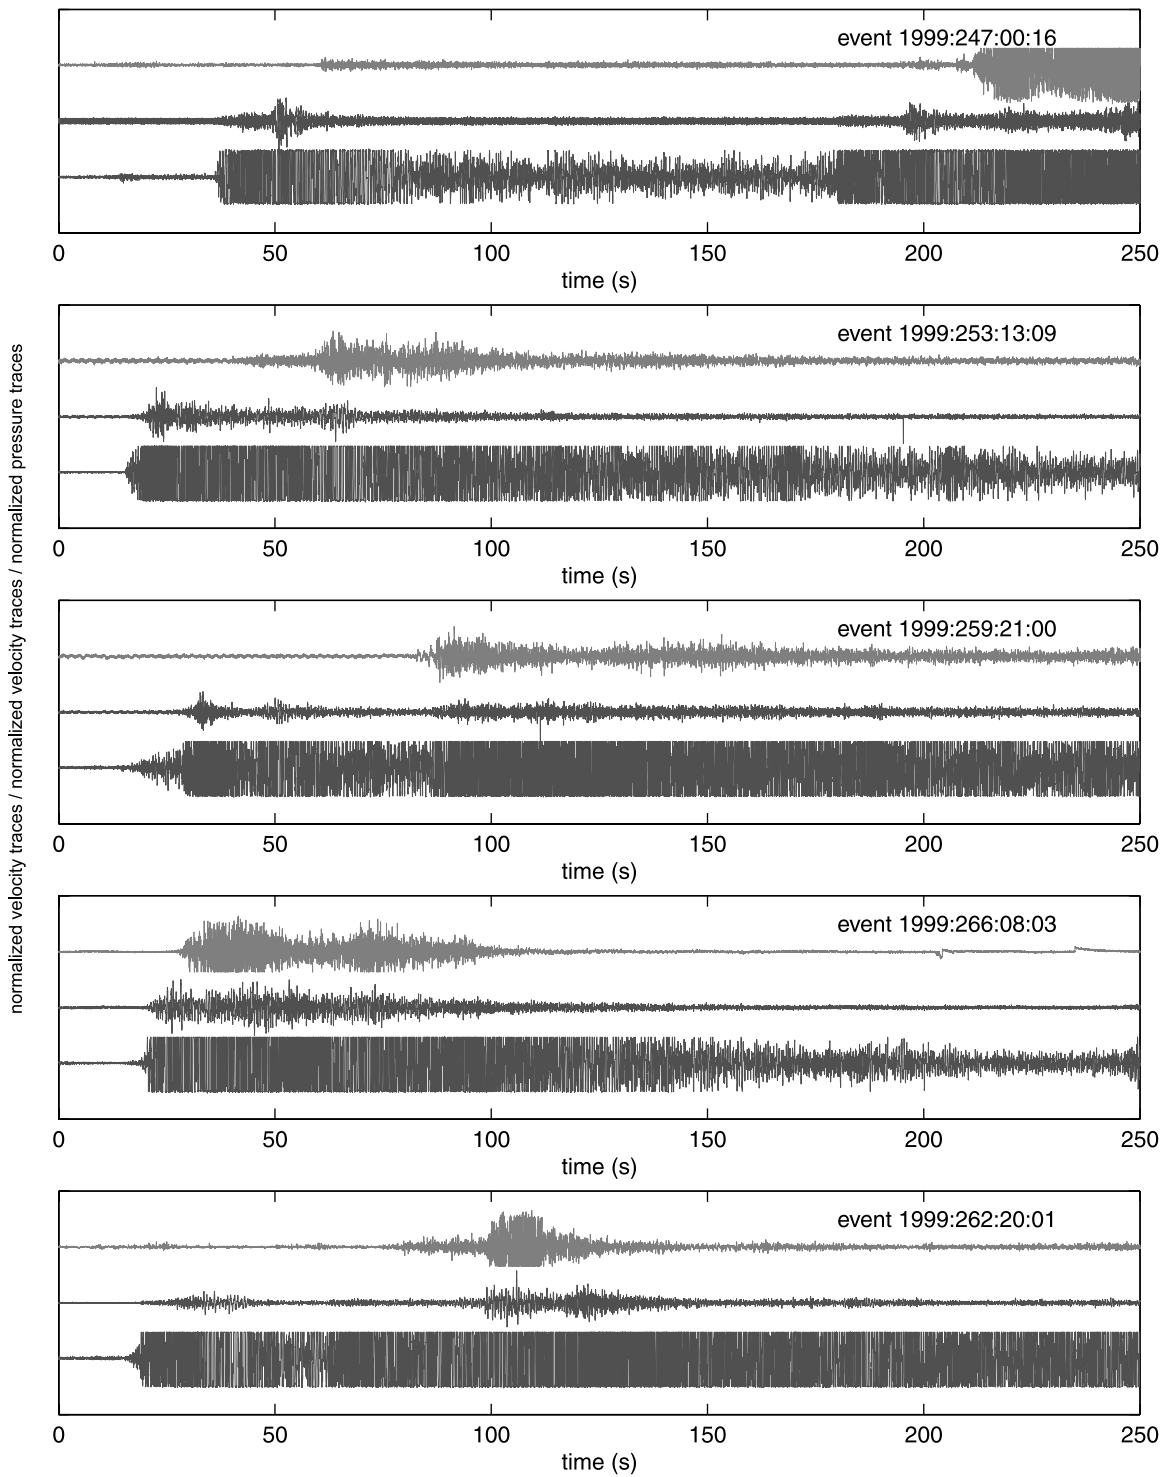 normalized velocity traces / normalized velocity traces / normalized pressure traces
event 1999:247:00:16
0 50 100 150 200 250
time (s)
event 1999:253:13:09
0 50 100 150 200 250
time (s)
event 1999:259:21:00
0 50 100 150 200 250
time (s)
event 1999:266:08:03
0 50 100 150 200 250
time (s)
event 1999:262:20:01
0 50 100 150 200 250
time (s)